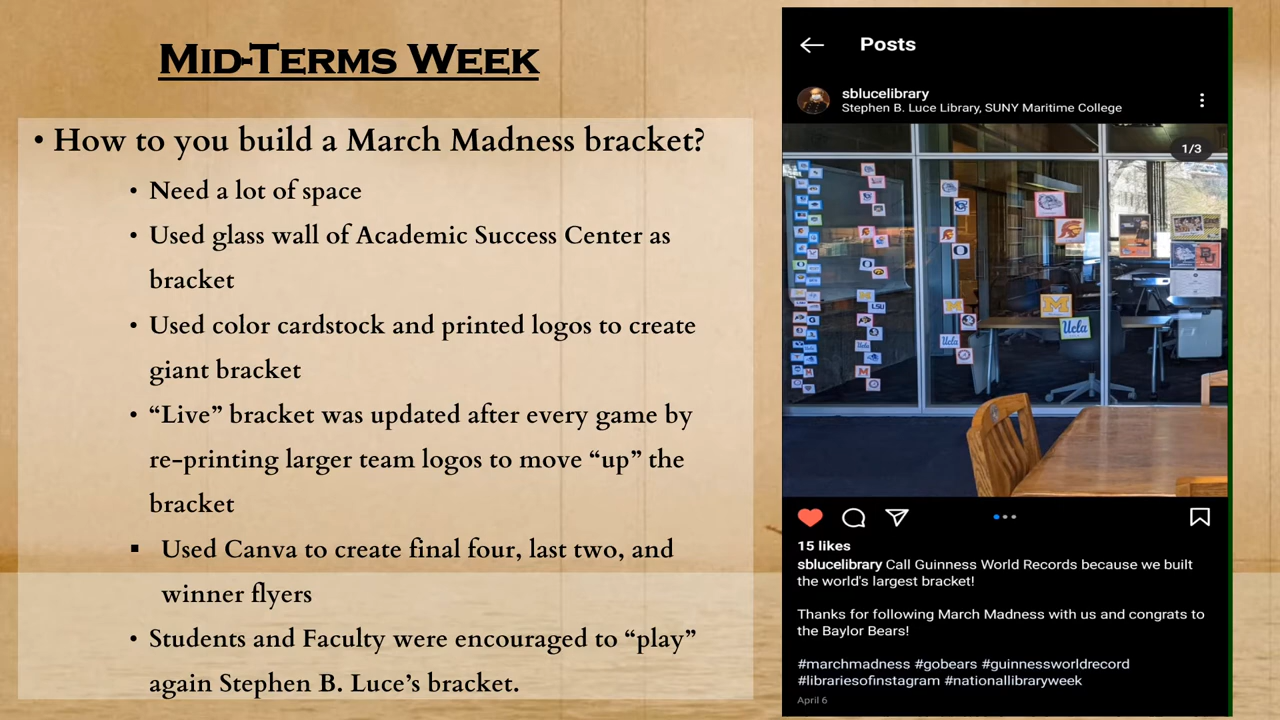 Mid-Terms Week
• How to you build a March Madness bracket?
• Need a lot of space
• Used glass wall of Academic Success Center as
bracket
• Used color cardstock and printed logos to create
giant bracket
• “Live” bracket was updated after every game by
re-printing larger team logos to move “up” the
bracket
▪ Used Canva to create final four, last two, and
winner flyers
• Students and Faculty were encouraged to “play”
again Stephen B. Luce’s bracket.
Posts
sblucelibrary
Stephen B. Luce Library, SUNY Maritime College
1/3
LSU
Ucla
M
Ucla
15 likes
sblucelibrary Call Guinness World Records because we built
the world's largest bracket!
Thanks for following March Madness with us and congrats to
the Baylor Bears!
#marchmadness #gobears #guinnessworldrecord
#librariesofinstagram #nationallibraryweek
April 6